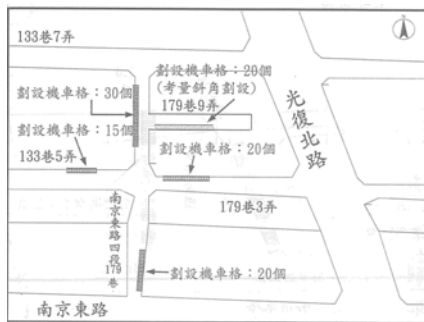 133巷7弄
N
劃設機車格：20個
(考量斜角劃設)
劃設機車格：30個
179巷9弄
光復北路
劃設機車格：15個
劃設機車格：20個
133巷5弄
南京東路四段179巷
179巷3弄
劃設機車格：20個
南京東路